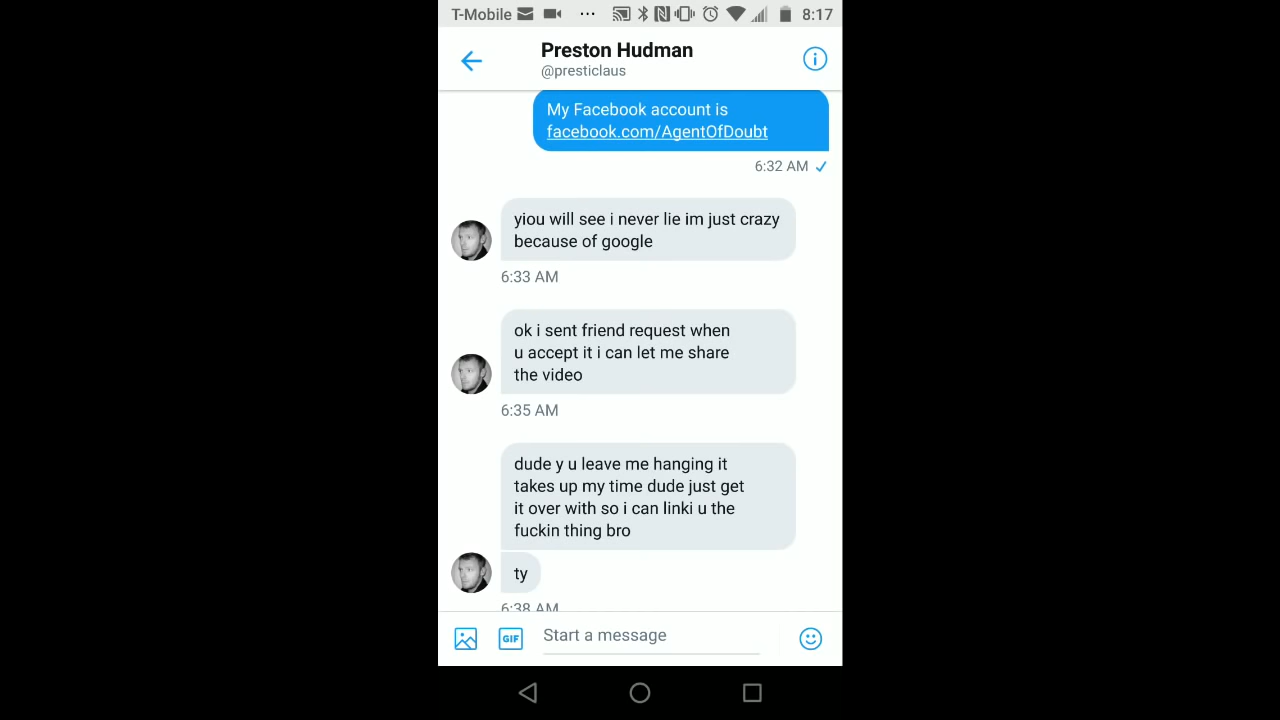 T-Mobile 8:17
Preston Hudman
@presticlaus
My Facebook account is
facebook.com/AgentOfDoubt
6:32 AM
yiou will see i never lie im just crazy
because of google
6:33 AM
ok i sent friend request when
u accept it i can let me share
the video
6:35 AM
dude y u leave me hanging it
takes up my time dude just get
it over with so i can linki u the
fuckin thing bro
ty
6:38 AM
GIF Start a message